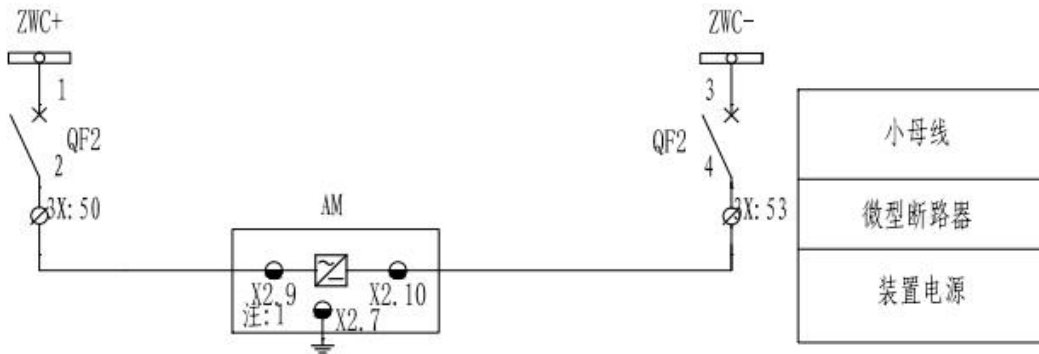 ZWC+
ZWC-
1
3
QF2
QF2
2
4
3X:50
3X:53
AM
X2.9
X2.10
注:1
X2.7
小母线
微型断路器
装置电源